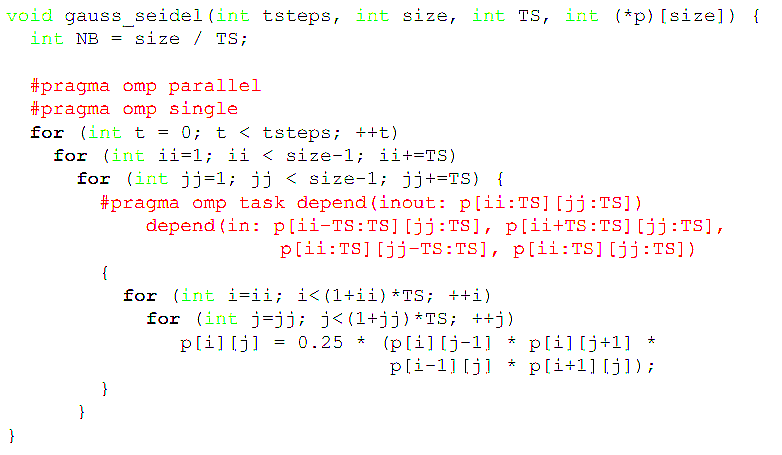 void gauss_seidel(int tsteps, int size, int TS, int (*p)[size]) {
  int NB = size / TS;

  #pragma omp parallel
  #pragma omp single
  for (int t = 0; t < tsteps; ++t)
    for (int ii=1; ii < size-1; ii+=TS)
      for (int jj=1; jj < size-1; jj+=TS) {
        #pragma omp task depend(inout: p[ii:TS][jj:TS])
            depend(in: p[ii-TS:TS][jj:TS], p[ii+TS:TS][jj:TS],
                       p[ii:TS][jj-TS:TS], p[ii:TS][jj:TS])
        {
          for (int i=ii; i<(1+ii)*TS; ++i)
            for (int j=jj; j<(1+jj)*TS; ++j)
               p[i][j] = 0.25 * (p[i][j-1] * p[i][j+1] *
                                 p[i-1][j] * p[i+1][j]);
        }
      }
}